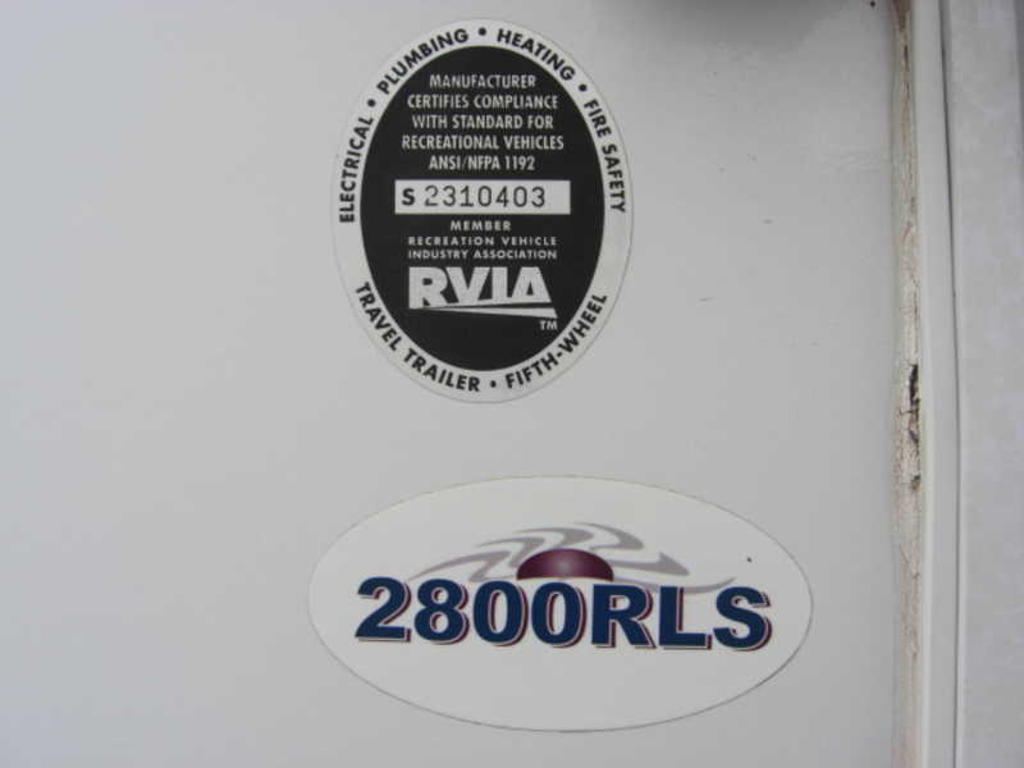 ELECTRICAL • PLUMBING • HEATING • FIRE SAFETY
MANUFACTURER
CERTIFIES COMPLIANCE
WITH STANDARD FOR
RECREATIONAL VEHICLES
ANSI/NFPA 1192
S 2310403
MEMBER
RECREATION VEHICLE
INDUSTRY ASSOCIATION
RVIA
TM
TRAVEL TRAILER • FIFTH-WHEEL
2800RLS